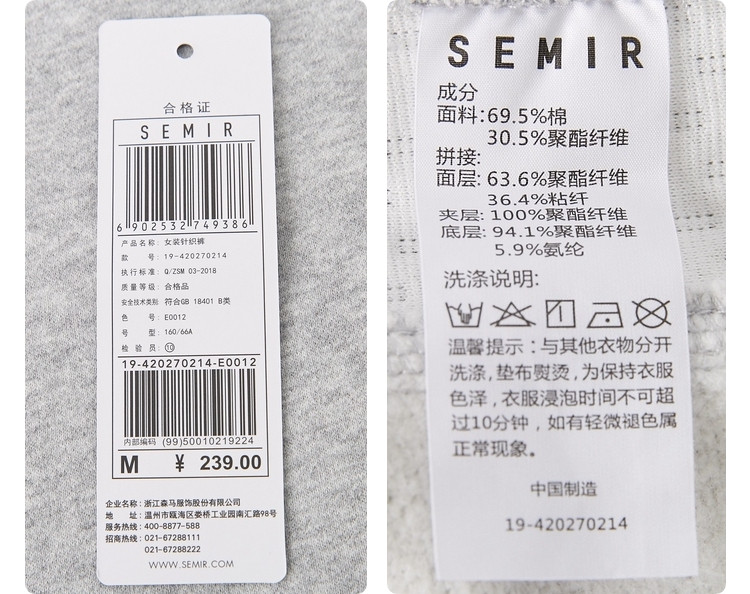 合格证
SEMIR
6 902532 749386
产品名称: 女装针织裤
款 号: 19-420270214
执行标准: Q/ZSM 03-2018
质量等级: 合格品
安全技术类别 符合GB 18401 B类
色 号: E0012
号 型: 160/66A
检 验 员: ⑩
19-420270214-E0012
内部编码 (99)50010219224
M ¥ 239.00
企业名称: 浙江森马服饰股份有限公司
地 址: 温州市瓯海区娄桥工业园南汇路98号
服务热线: 400-8877-588
招商热线: 021-67288111
021-67288222
WWW.SEMIR.COM
SEMIR
成分
面料:69.5%棉
30.5%聚酯纤维
拼接:
面层: 63.6%聚酯纤维
36.4%粘纤
夹层: 100%聚酯纤维
底层: 94.1%聚酯纤维
5.9%氨纶
洗涤说明:
温馨提示:与其他衣物分开
洗涤,垫布熨烫,为保持衣服
色泽,衣服浸泡时间不可超
过10分钟,如有轻微褪色属
正常现象。
中国制造
19-420270214